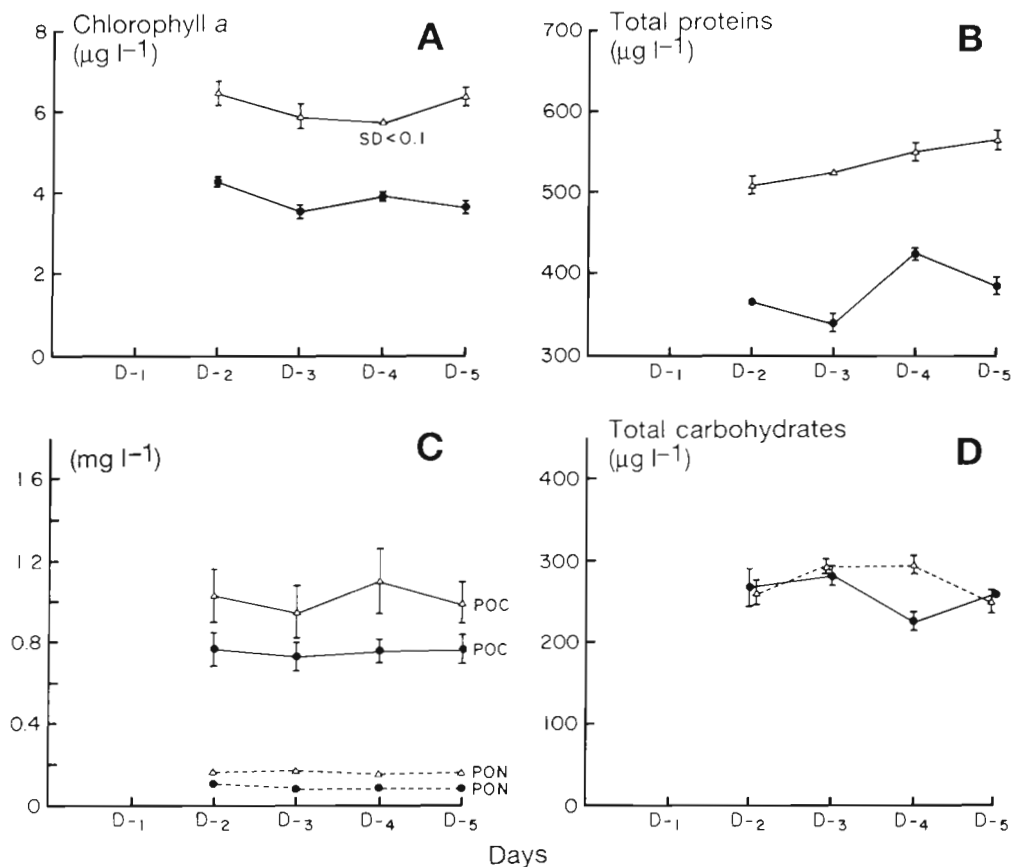 Chlorophyll a
(μg l–1)
A
8
6
4
2
0
SD<0.1
D-1 D-2 D-3 D-4 D-5
Total proteins
(μg l–1)
B
700
600
500
400
300
D-1 D-2 D-3 D-4 D-5
(mg l–1)
C
1 6
1 2
0.8
0.4
0
POC
POC
PON
PON
D-1 D-2 D-3 D-4 D-5
Total carbohydrates
(μg l–1)
D
400
300
200
100
0
D-1 D-2 D-3 D-4 D-5
Days